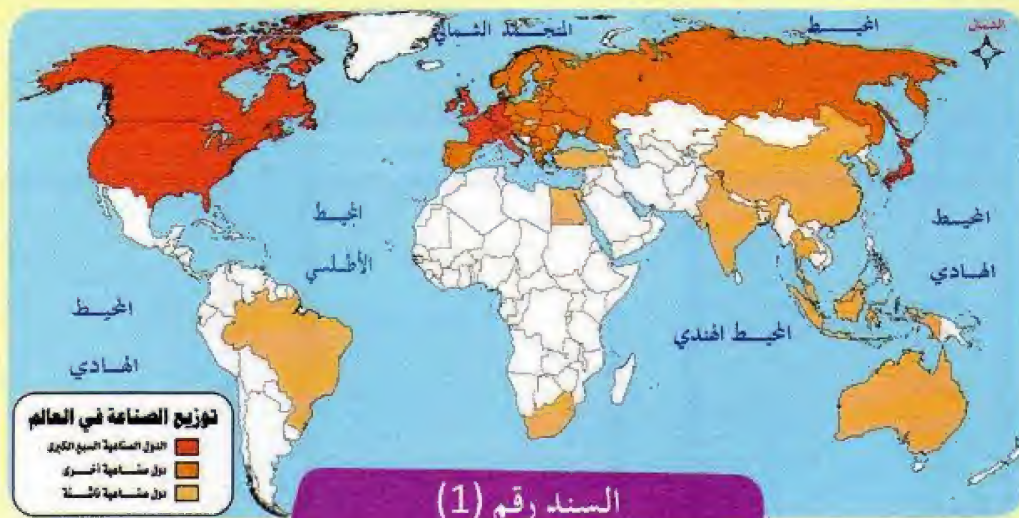 المحيط
المتجمد الشمالي
الشمال
المحيط
الأطلسي
المحيط
الهادي
المحيط
الهادي
المحيط الهندي
توزيع الصناعة في العالم
الدول الصناعية السبع الكبرى
دول صناعية أخرى
دول صناعية ناشئة
السند رقم (1)